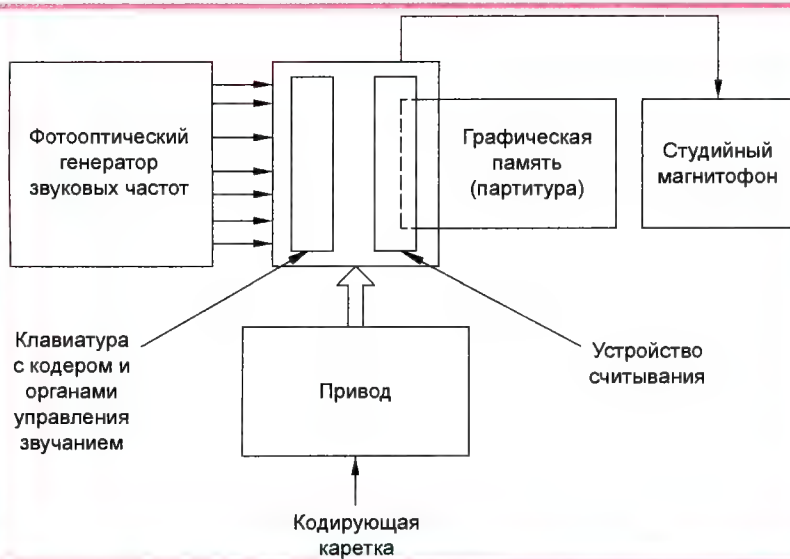 Фотооптический
генератор
звуковых частот
Графическая
память
(партитура)
Студийный
магнитофон
Клавиатура
с кодером и
органами
управления
звучанием
Привод
Устройство
считывания
Кодирующая
каретка